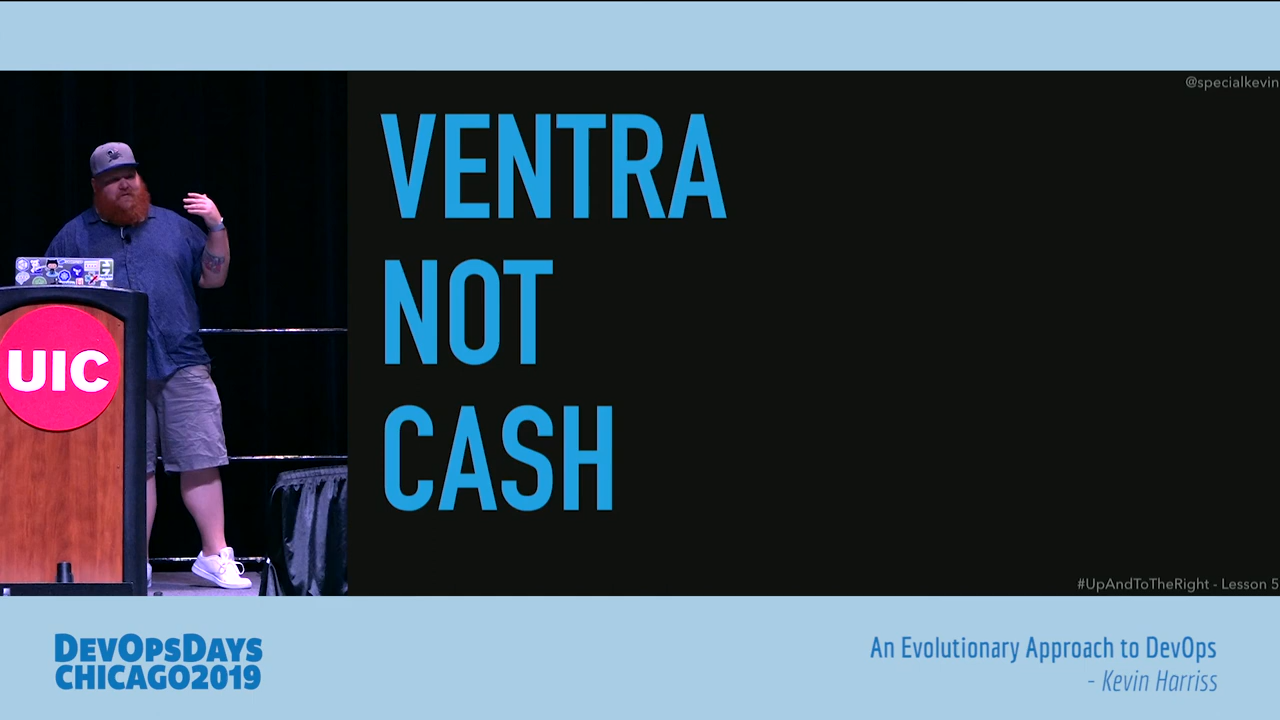 @specialkevin
VENTRA
NOT
CASH
UIC
#UpAndToTheRight - Lesson 5
DEVOPSDAYS
CHICAGO2019
An Evolutionary Approach to DevOps
- Kevin Harriss